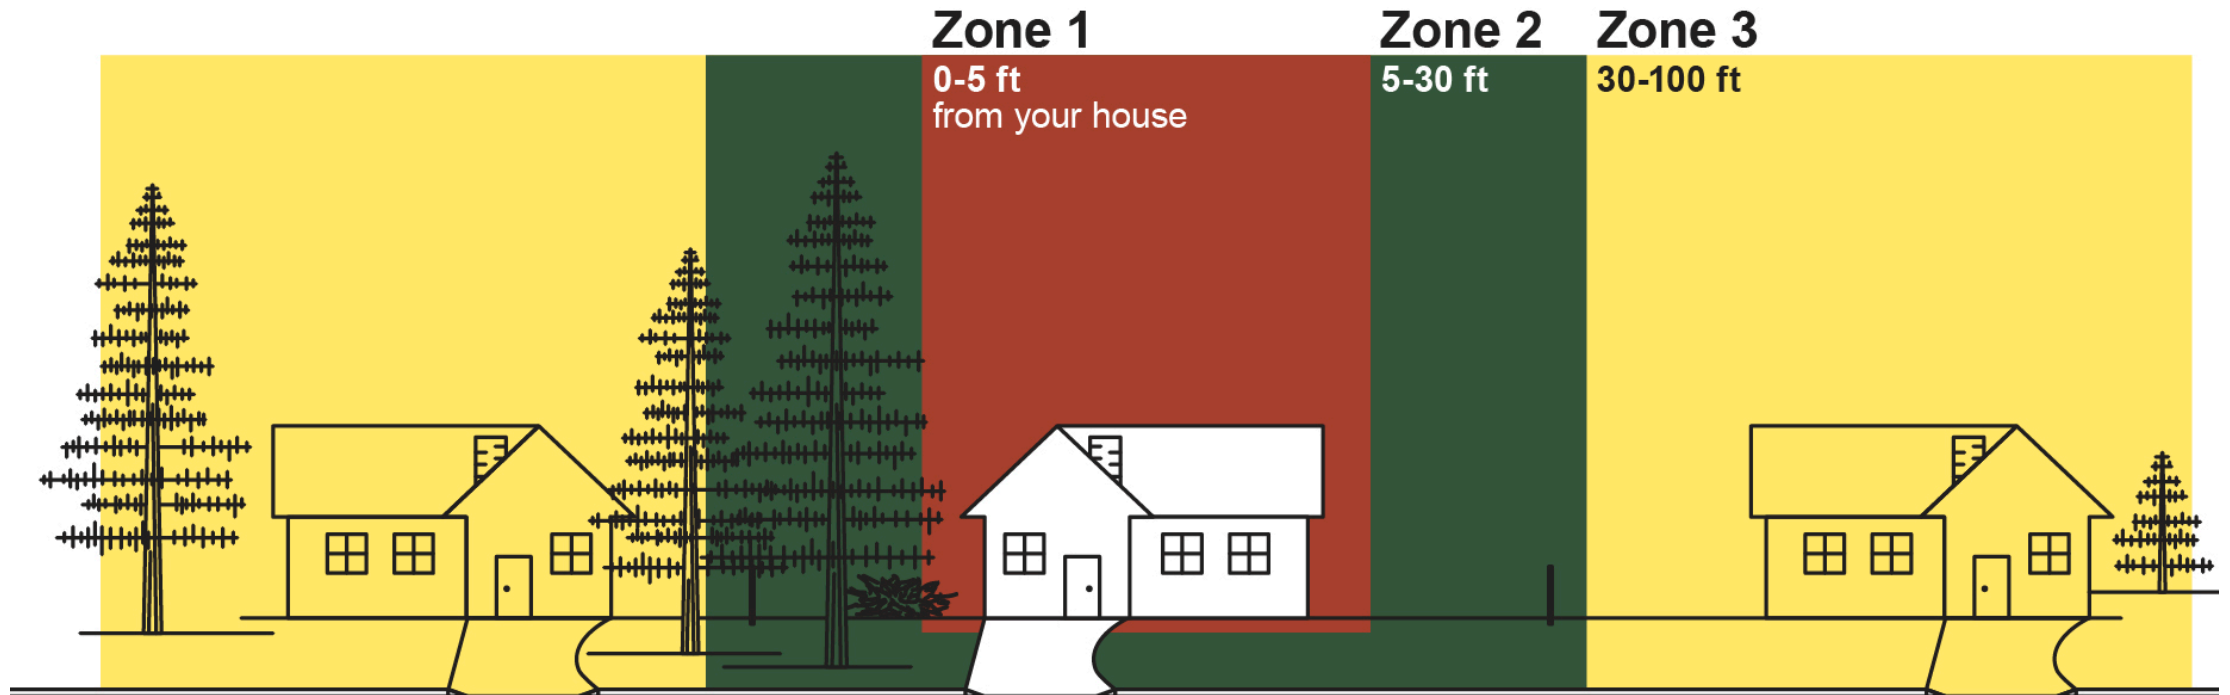 Zone 1
0-5 ft
from your house
Zone 2
5-30 ft
Zone 3
30-100 ft